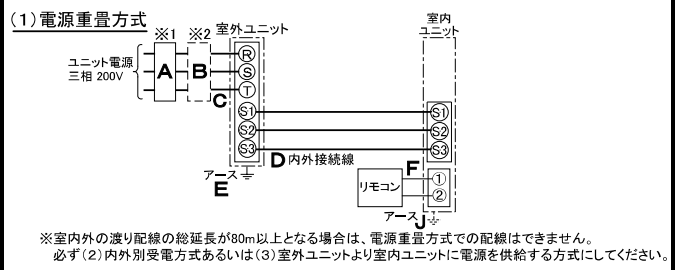 (1)電源重畳方式
※1 ※2 室外ユニット
室内
ユニット
ユニット電源
三相 200V
A B C
R
S
T
S1 S1
S2 S2
S3 S3
D 内外接続線
アース
E
リモコン
F
①
②
アース J
※室内外の渡り配線の総延長が80m以上となる場合は、電源重畳方式での配線はできません。
必ず(2)内外別受電方式あるいは(3)室外ユニットより室内ユニットに電源を供給する方式にしてください。